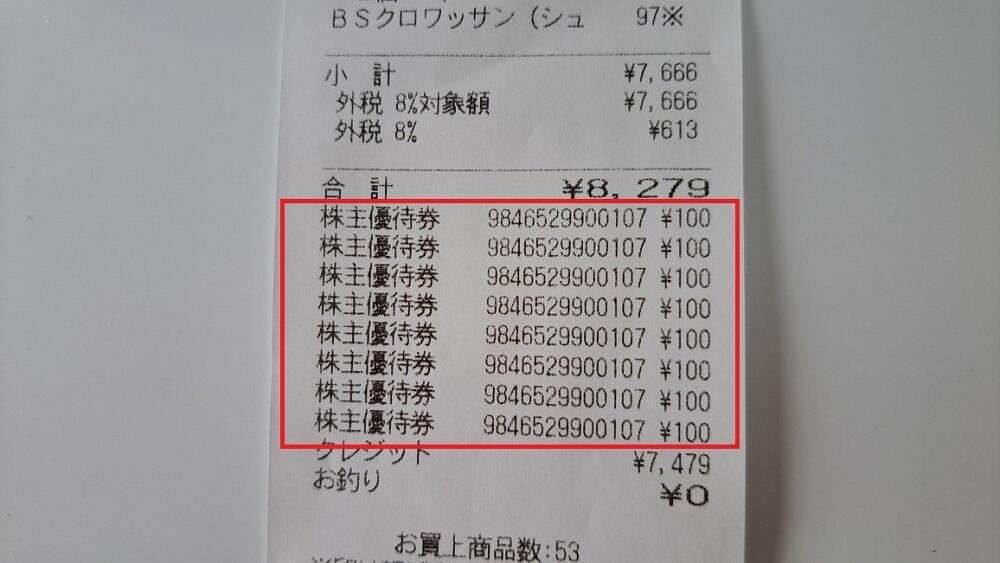 BSクロワッサン(シュ 97※
小 計 ¥7,666
外税 8%対象額 ¥7,666
外税 8% ¥613
合 計 ¥8,279
株主優待券 9846529900107 ¥100
株主優待券 9846529900107 ¥100
株主優待券 9846529900107 ¥100
株主優待券 9846529900107 ¥100
株主優待券 9846529900107 ¥100
株主優待券 9846529900107 ¥100
株主優待券 9846529900107 ¥100
株主優待券 9846529900107 ¥100
クレジット ¥7,479
お釣り ¥0
お買上商品数:53